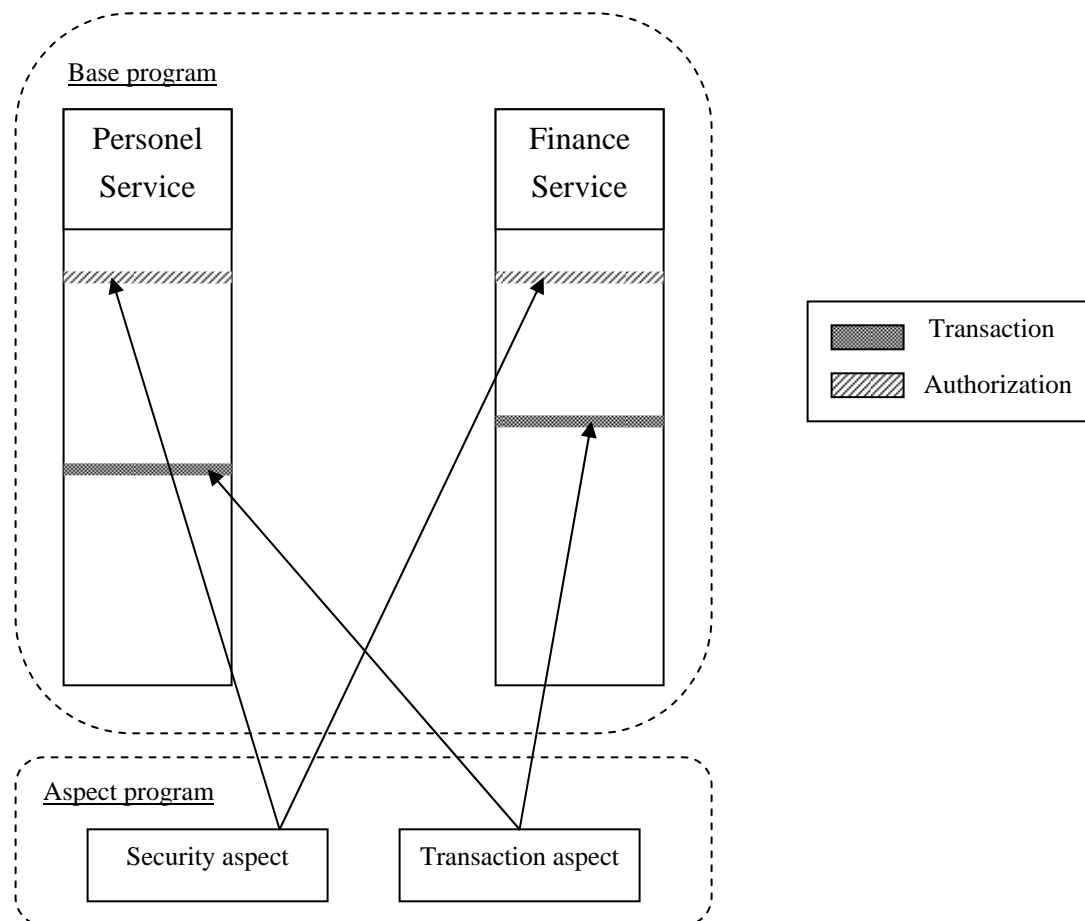 Base program
Personel
Service
Finance
Service
Transaction
Authorization
Aspect program
Security aspect
Transaction aspect